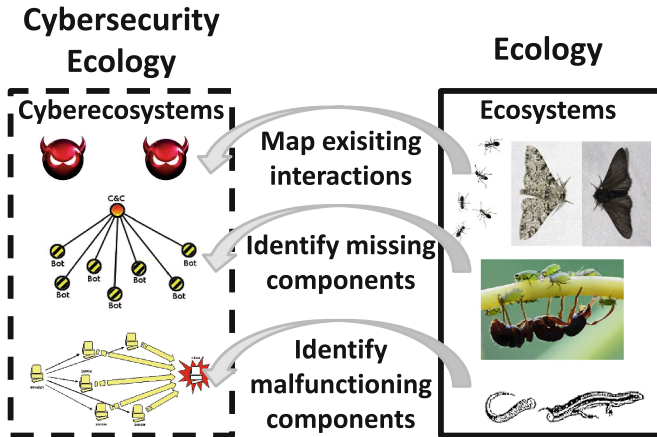 Cybersecurity
Ecology
Ecology
Cyberecosystems
Ecosystems
Map exisiting
interactions
C&C
Bot
Bot
Bot
Bot
Bot
Bot
Bot
Identify missing
components
Identify
malfunctioning
components